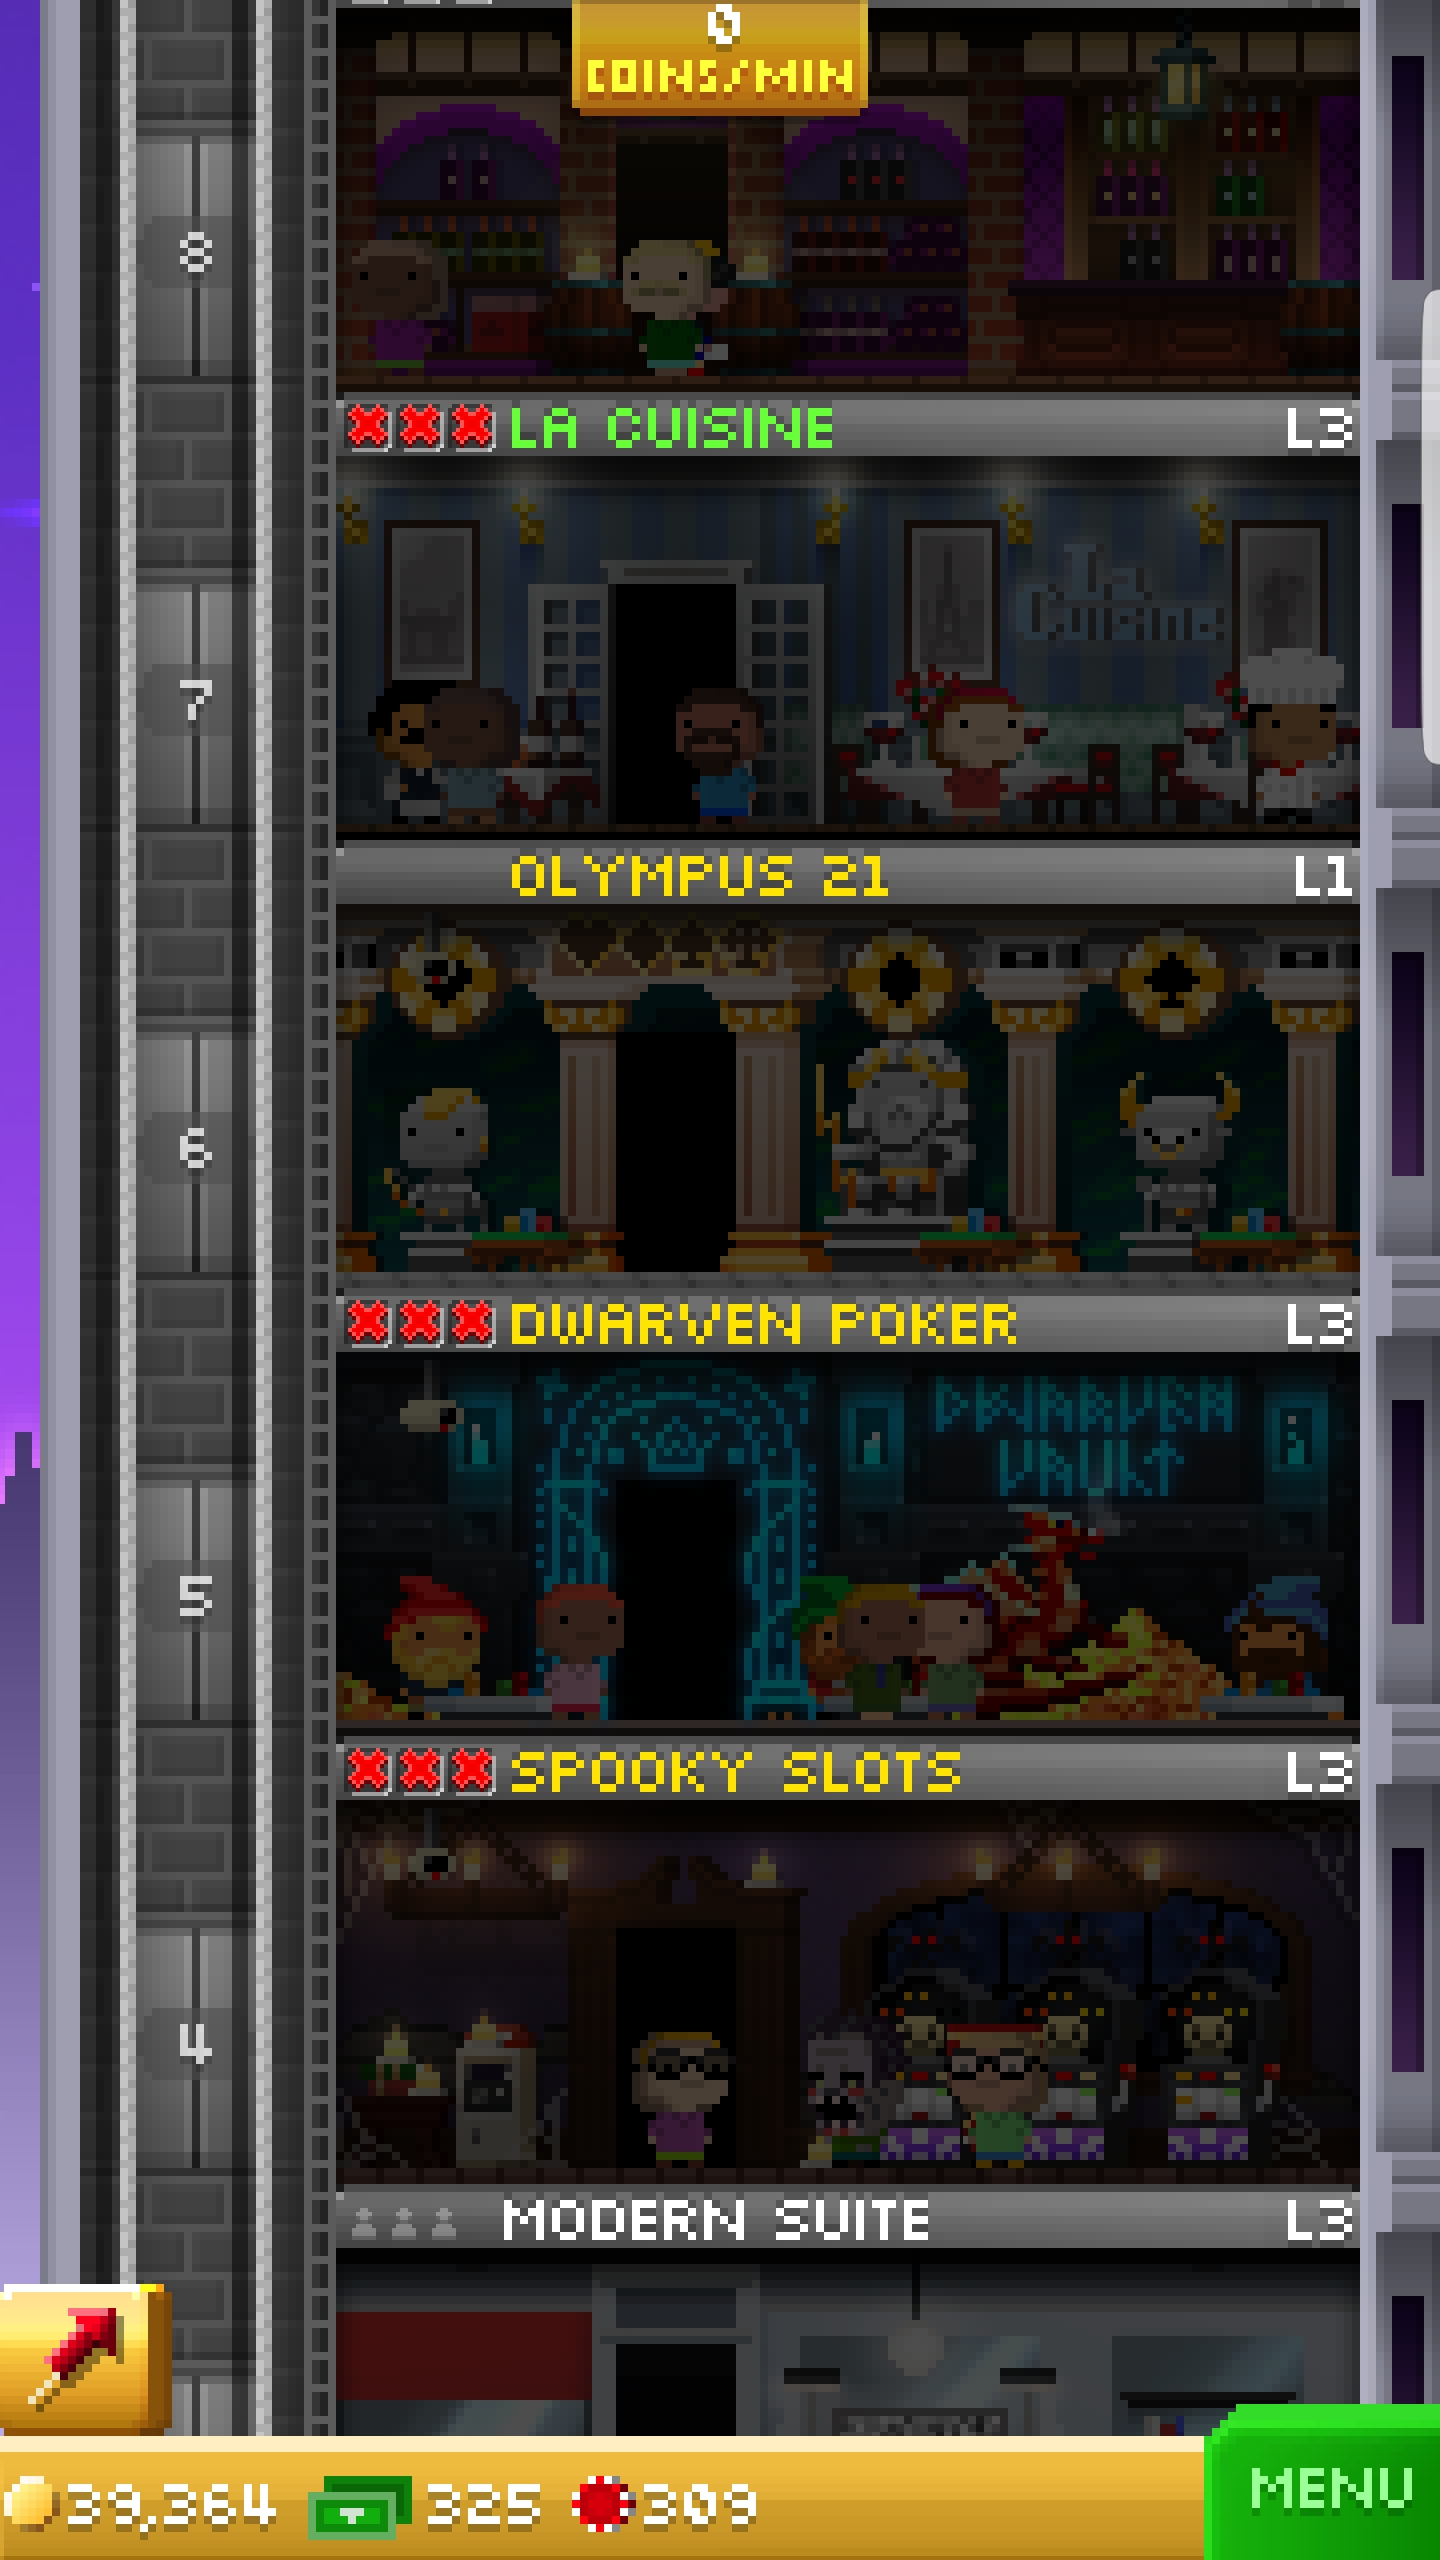 0
COINS/MIN
8
LA CUISINE L3
La
Cuisine
7
OLYMPUS 21 L1
6
DWARVEN POKER L3
DWARVEN
VAULT
5
SPOOKY SLOTS L3
4
MODERN SUITE L3
39,364 325 309
MENU